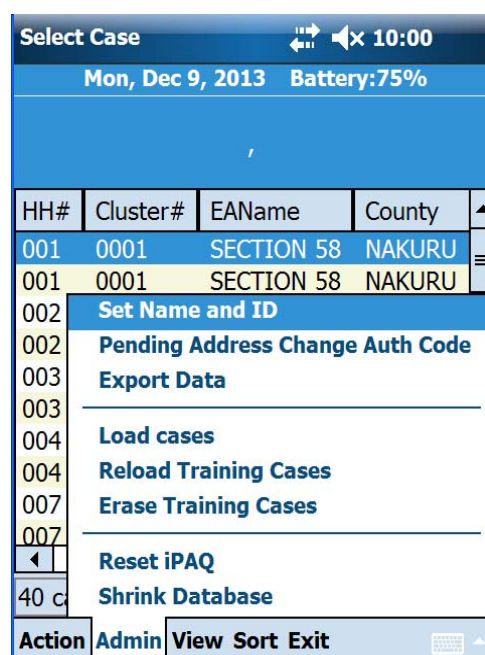 Select Case 10:00
Mon, Dec 9, 2013 Battery:75%
,
HH# Cluster# EAName County
001 0001 SECTION 58 NAKURU
001 0001 SECTION 58 NAKURU
002 Set Name and ID
002 Pending Address Change Auth Code
003 Export Data
003
004 Load cases
004 Reload Training Cases
007 Erase Training Cases
007
Reset iPAQ
40 Shrink Database
Action Admin View Sort Exit